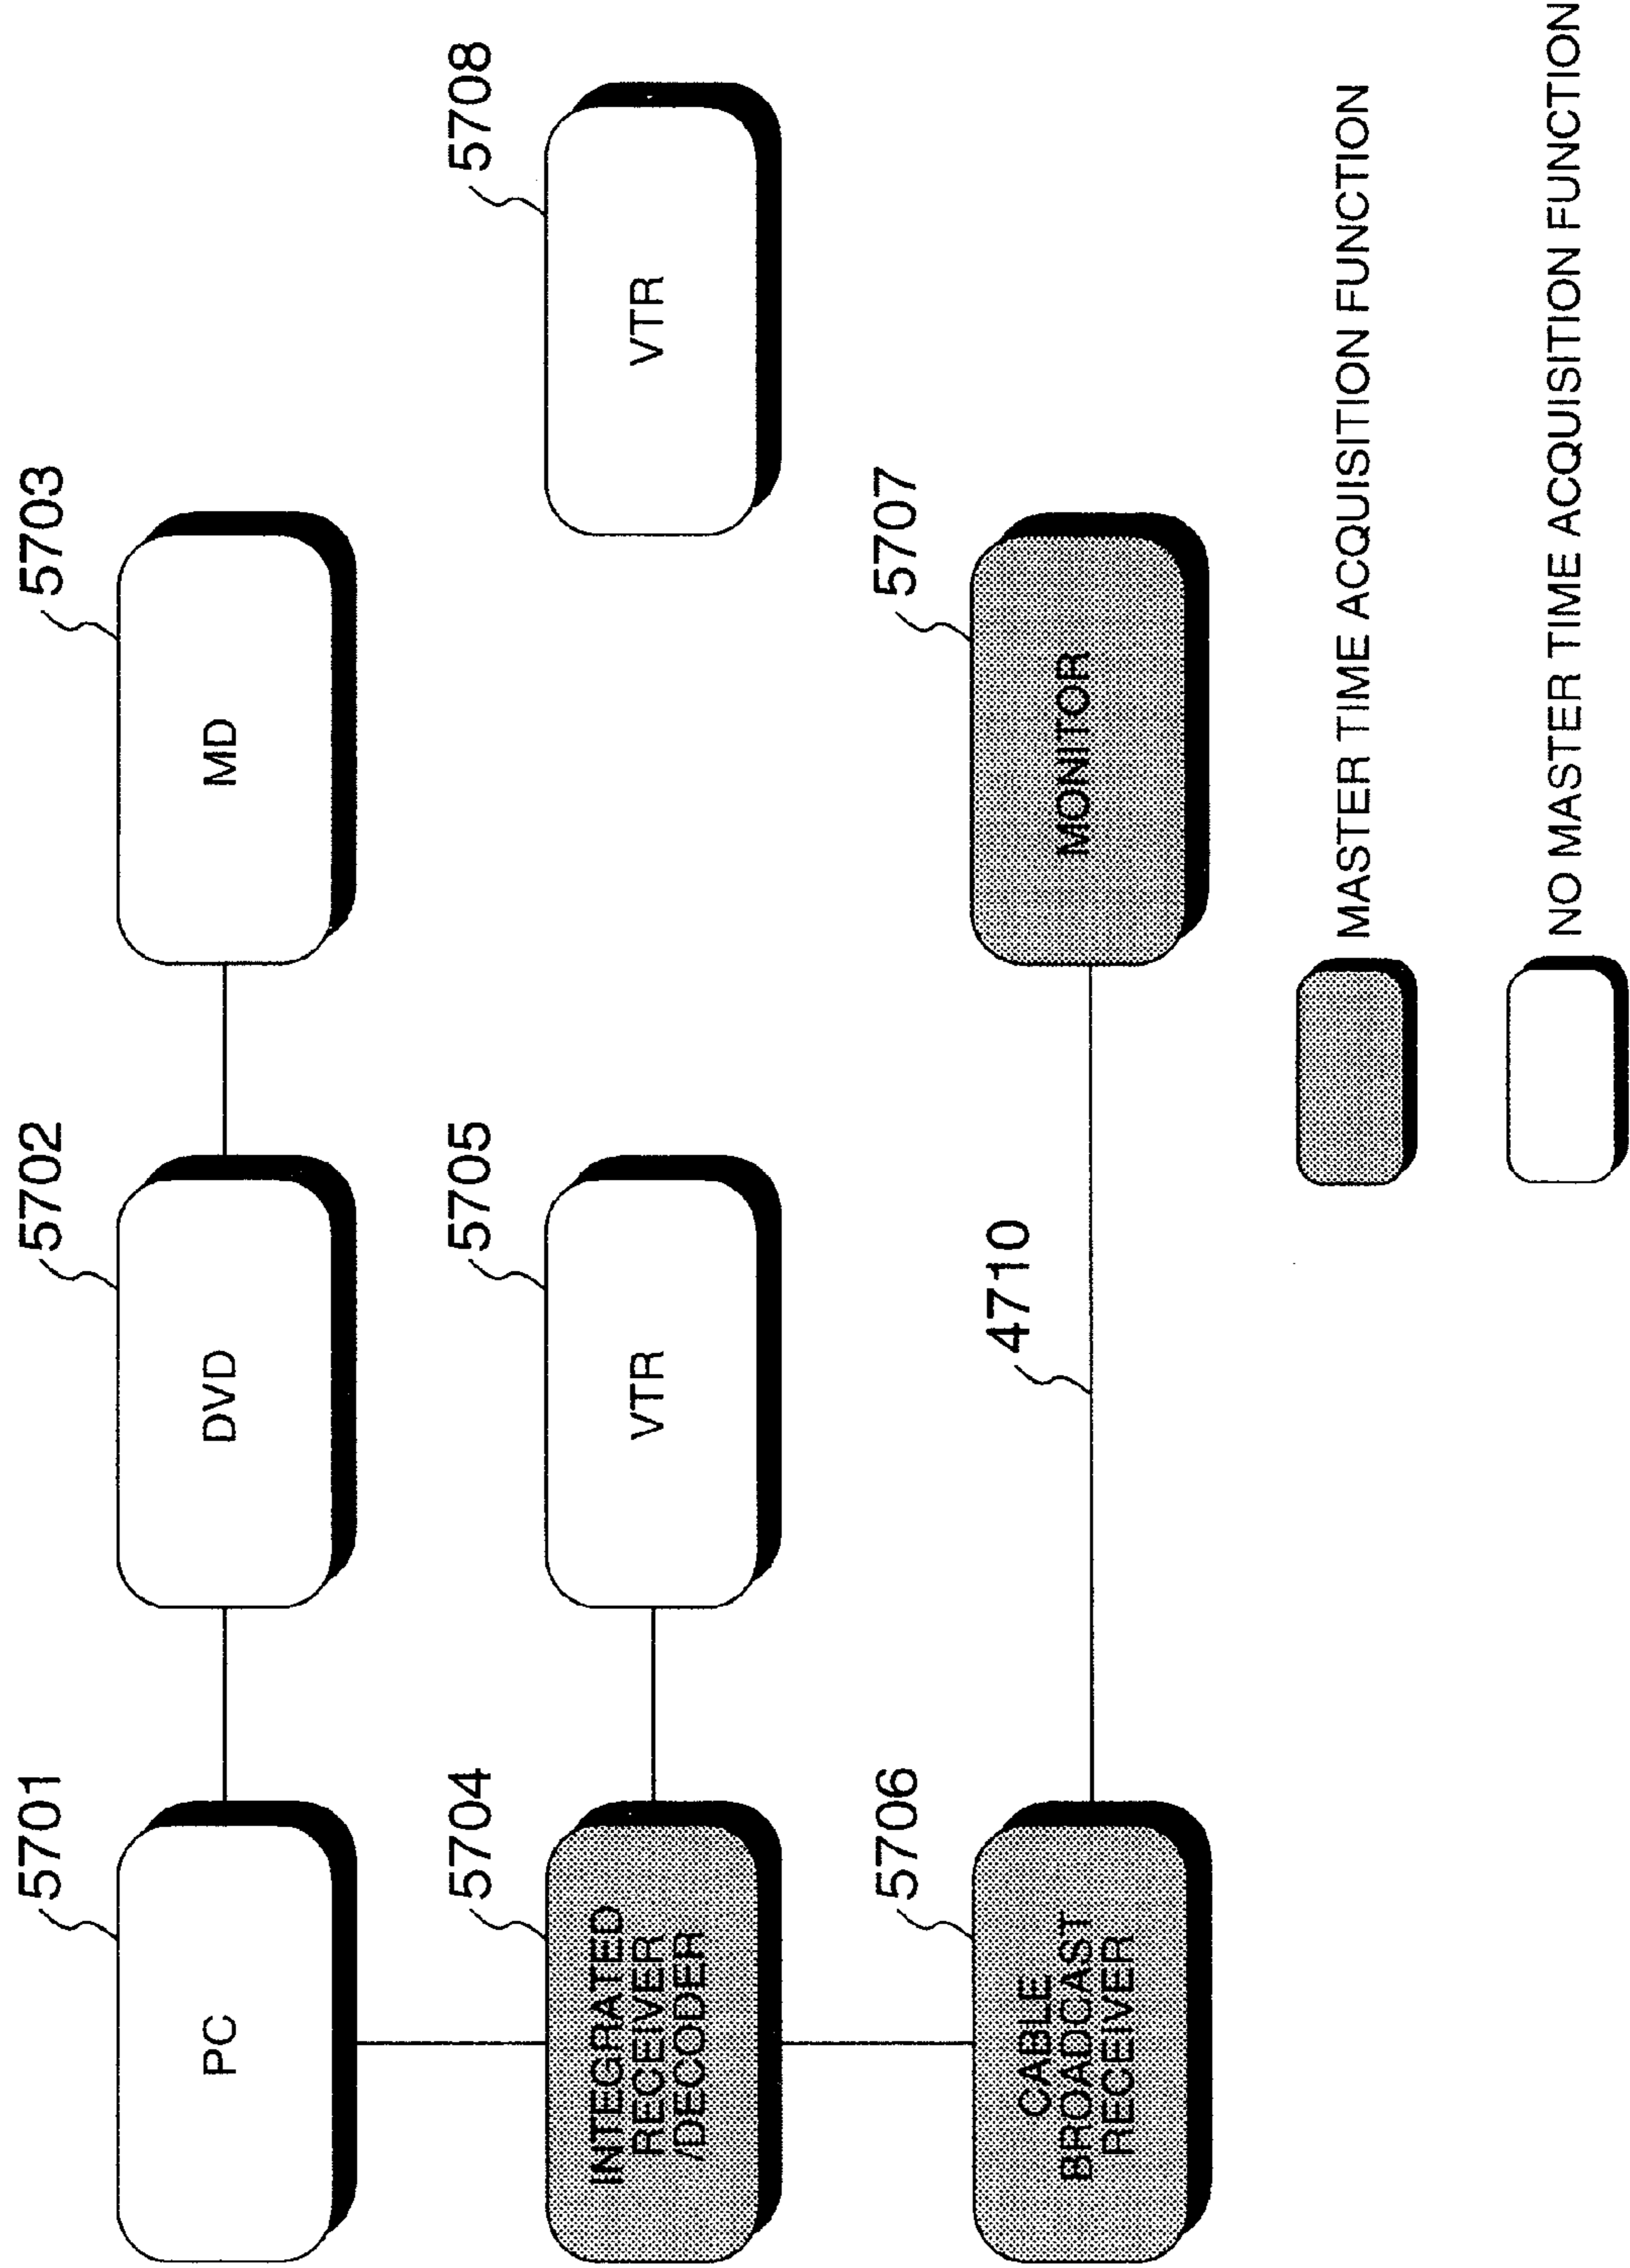 5701
PC
5702
DVD
5703
MD
5704
INTEGRATED
RECEIVER
/DECODER
5705
VTR
5708
VTR
5706
CABLE
BROADCAST
RECEIVER
4710
5707
MONITOR
MASTER TIME ACQUISITION FUNCTION
NO MASTER TIME ACQUISITION FUNCTION